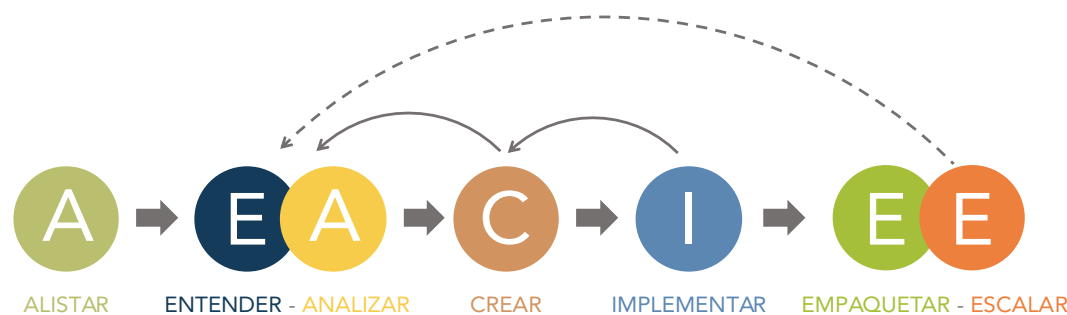 A E A C I E E
ALISTAR ENTENDER - ANALIZAR CREAR IMPLEMENTAR EMPAQUETAR - ESCALAR